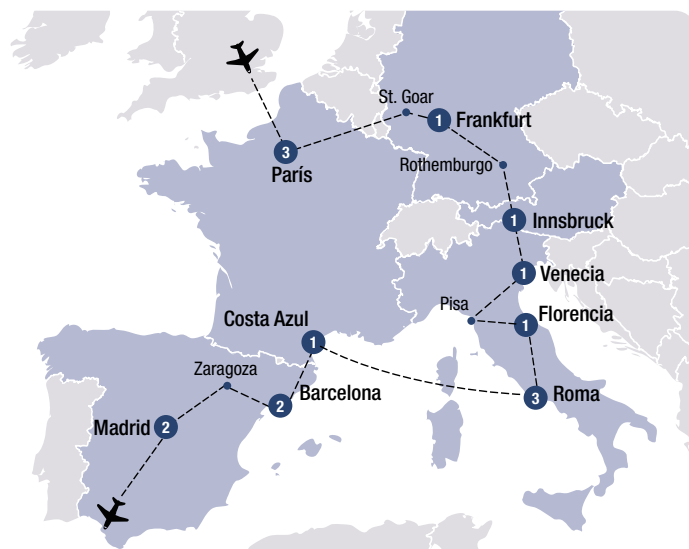 St. Goar
1
Frankfurt
3
París
Rothemburgo
1
Innsbruck
1
Venecia
Pisa
Florencia
1
Costa Azul
1
Zaragoza
Barcelona
2
Roma
3
Madrid
2